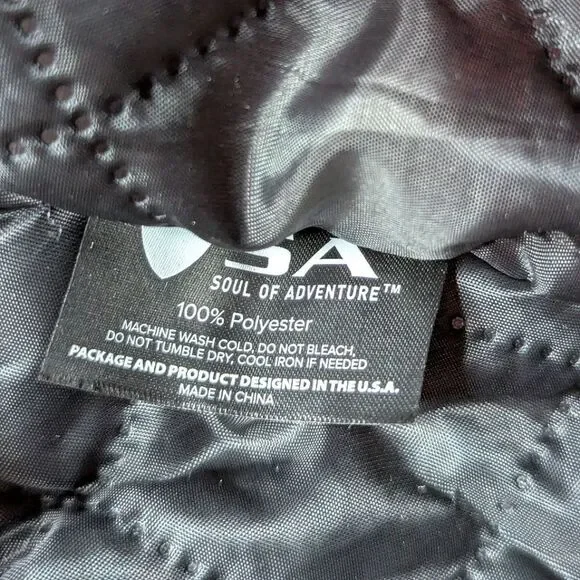 SA
SOUL OF ADVENTURE™
100% Polyester
MACHINE WASH COLD, DO NOT BLEACH,
DO NOT TUMBLE DRY, COOL IRON IF NEEDED
PACKAGE AND PRODUCT DESIGNED IN THE U.S.A.
MADE IN CHINA